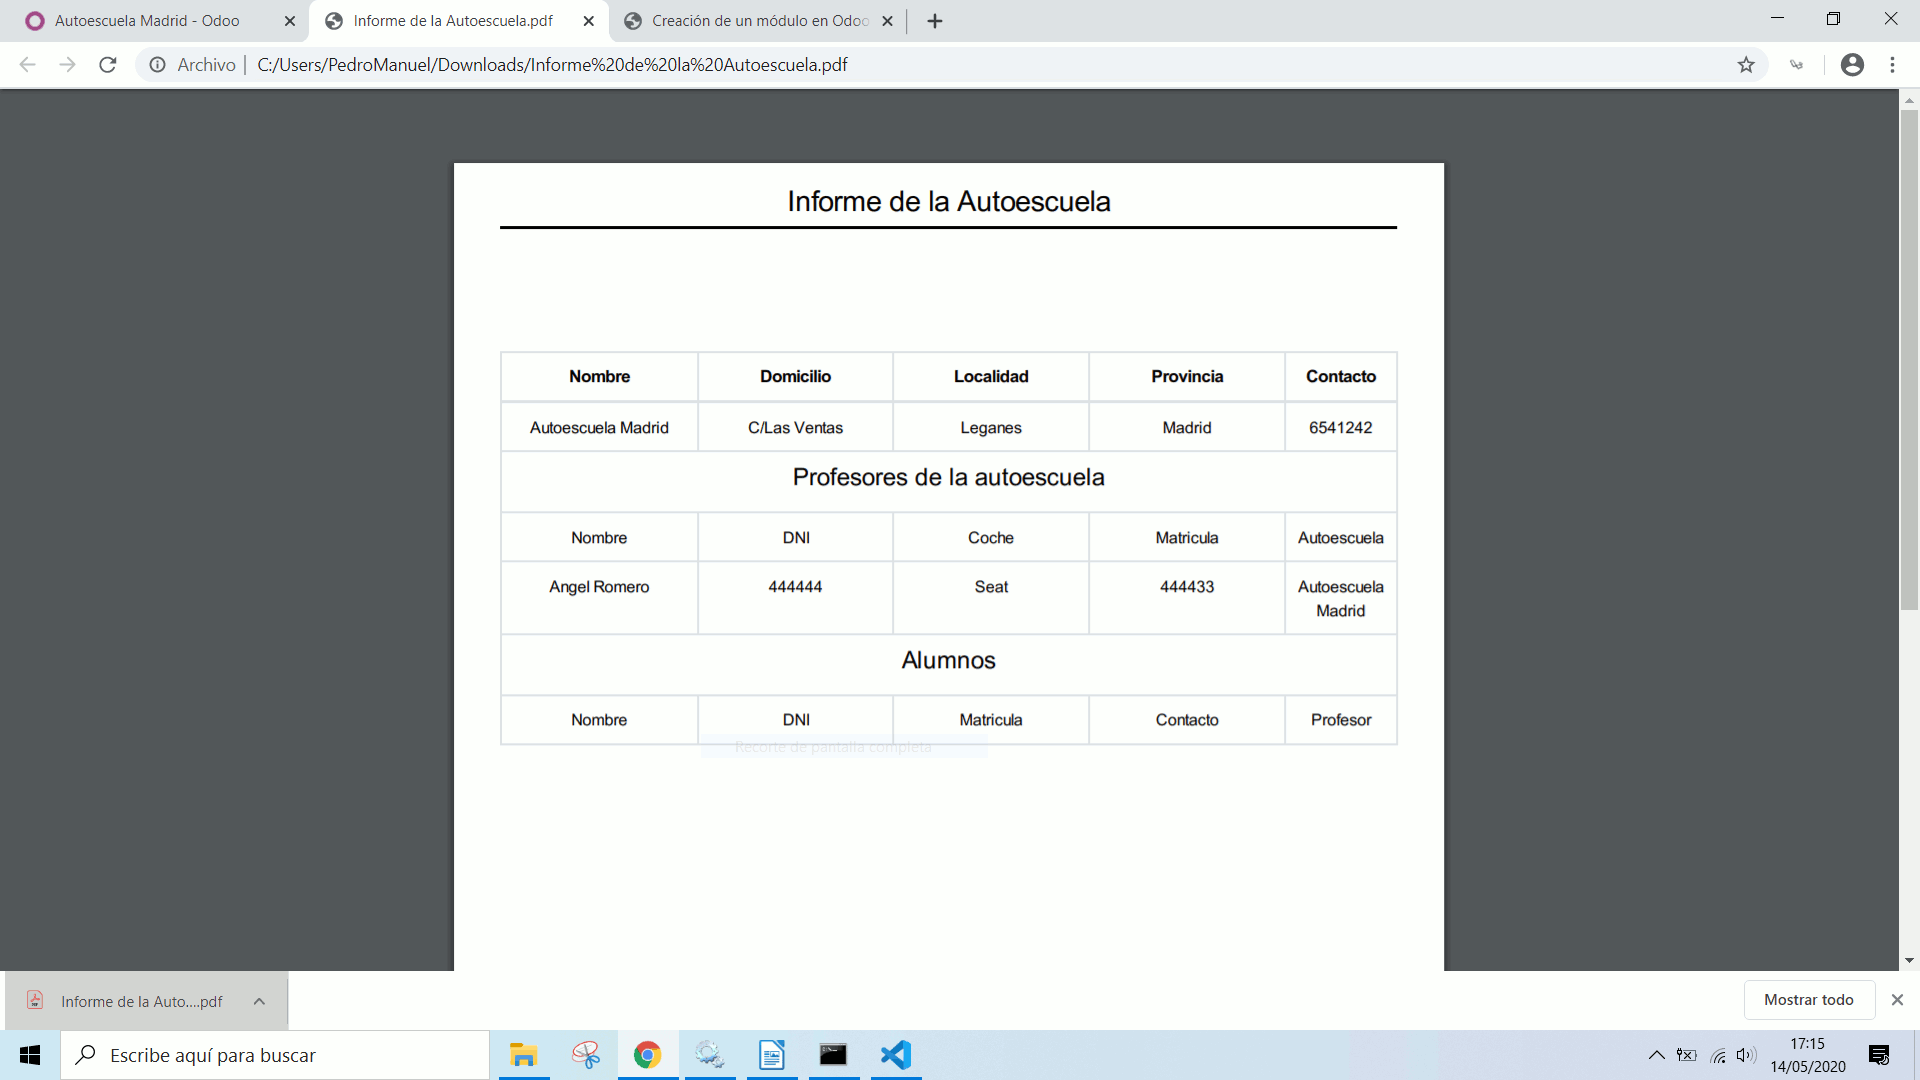 Autoescuela Madrid - Odoo
Informe de la Autoescuela.pdf
Creación de un módulo en Odoo
Archivo
C:/Users/PedroManuel/Downloads/Informe%20de%20la%20Autoescuela.pdf
Informe de la Autoescuela
Nombre Domicilio Localidad Provincia Contacto
Autoescuela Madrid C/Las Ventas Leganes Madrid 6541242
Profesores de la autoescuela
Nombre DNI Coche Matricula Autoescuela
Angel Romero 444444 Seat 444433 Autoescuela
Madrid
Alumnos
Nombre DNI Matricula Contacto Profesor
Recorte de pantalla completa
Informe de la Auto....pdf
Mostrar todo
Escribe aquí para buscar
17:15
14/05/2020